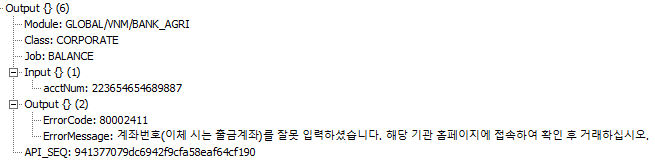 Output {} (6)
Module: GLOBAL/VNM/BANK_AGRI
Class: CORPORATE
Job: BALANCE
Input {} (1)
acctNum: 223654654689887
Output {} (2)
ErrorCode: 80002411
ErrorMessage: 계좌번호(이체 시는 출금계좌)를 잘못 입력하셨습니다. 해당 기관 홈페이지에 접속하여 확인 후 거래하십시오.
API_SEQ: 941377079dc6942f9cfa58eaf64cf190